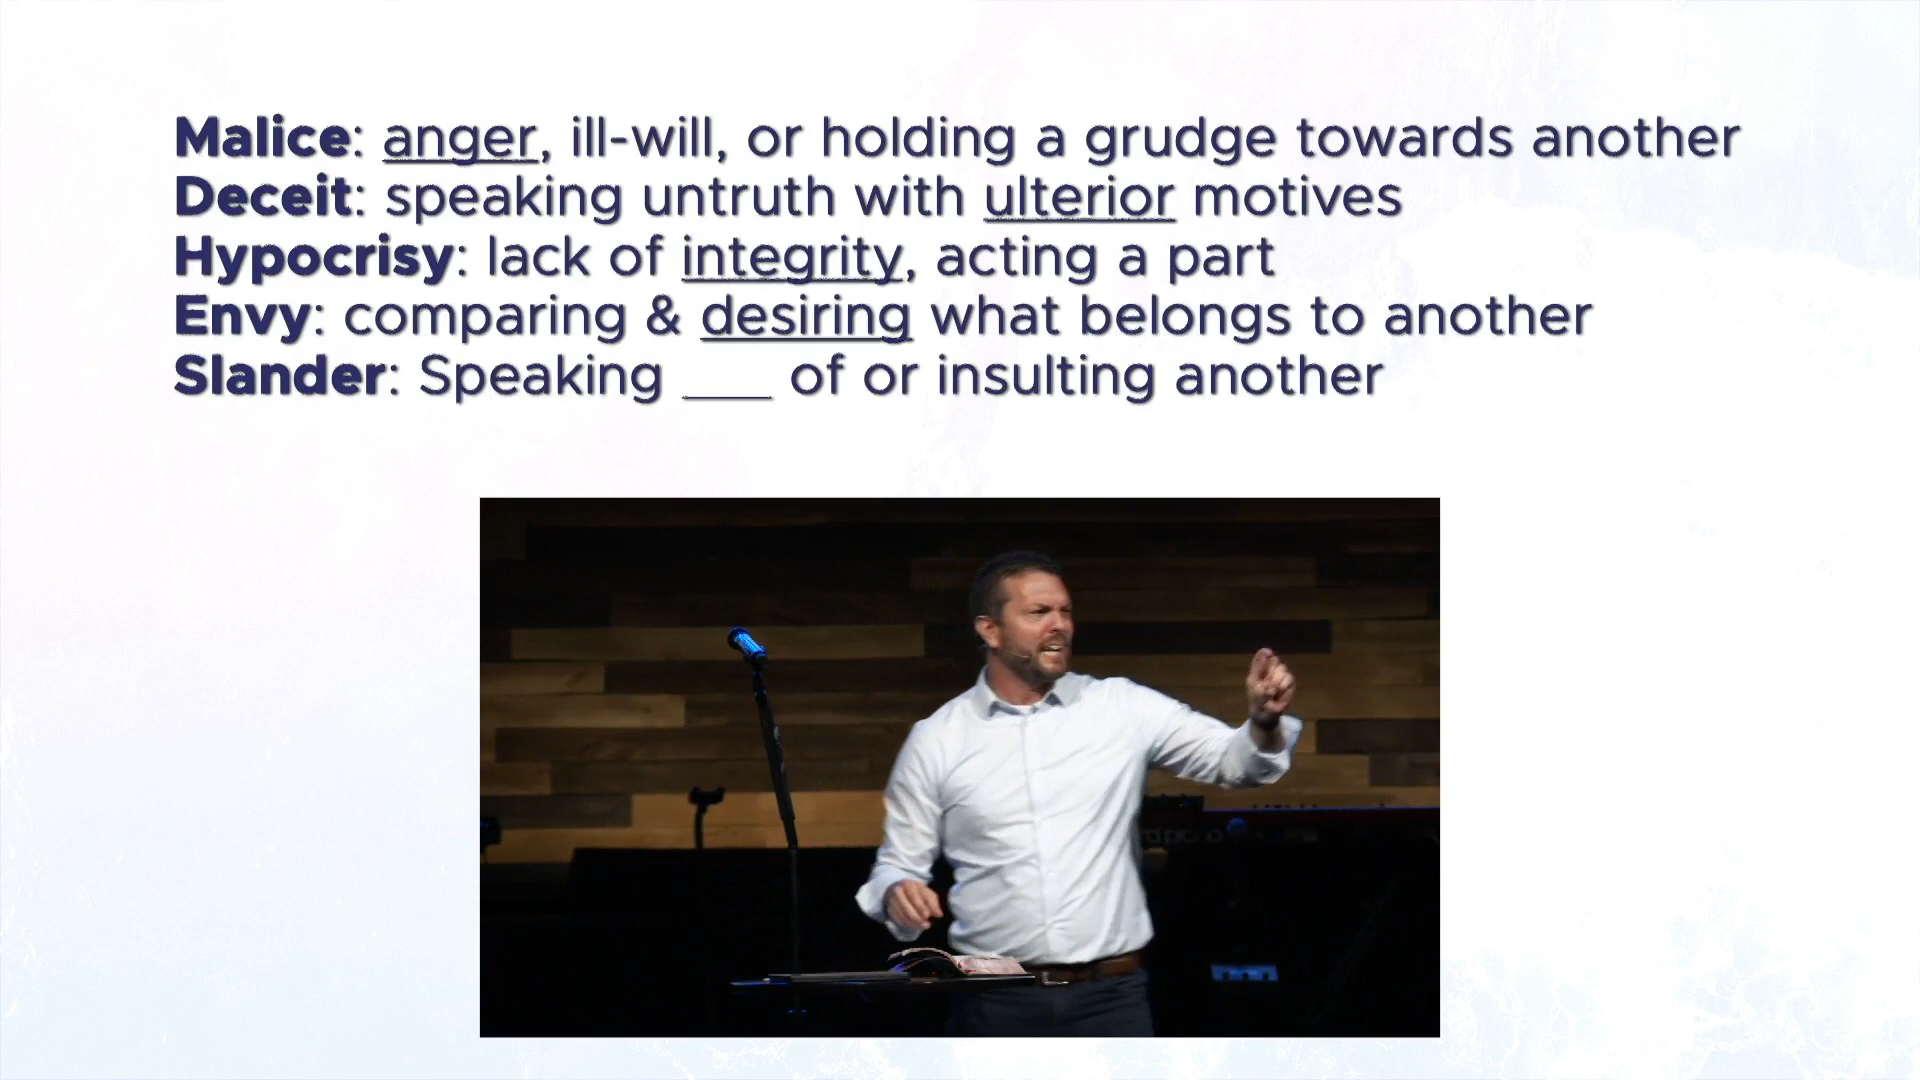 Malice: anger, ill-will, or holding a grudge towards another
Deceit: speaking untruth with ulterior motives
Hypocrisy: lack of integrity, acting a part
Envy: comparing & desiring what belongs to another
Slander: Speaking ____ of or insulting another